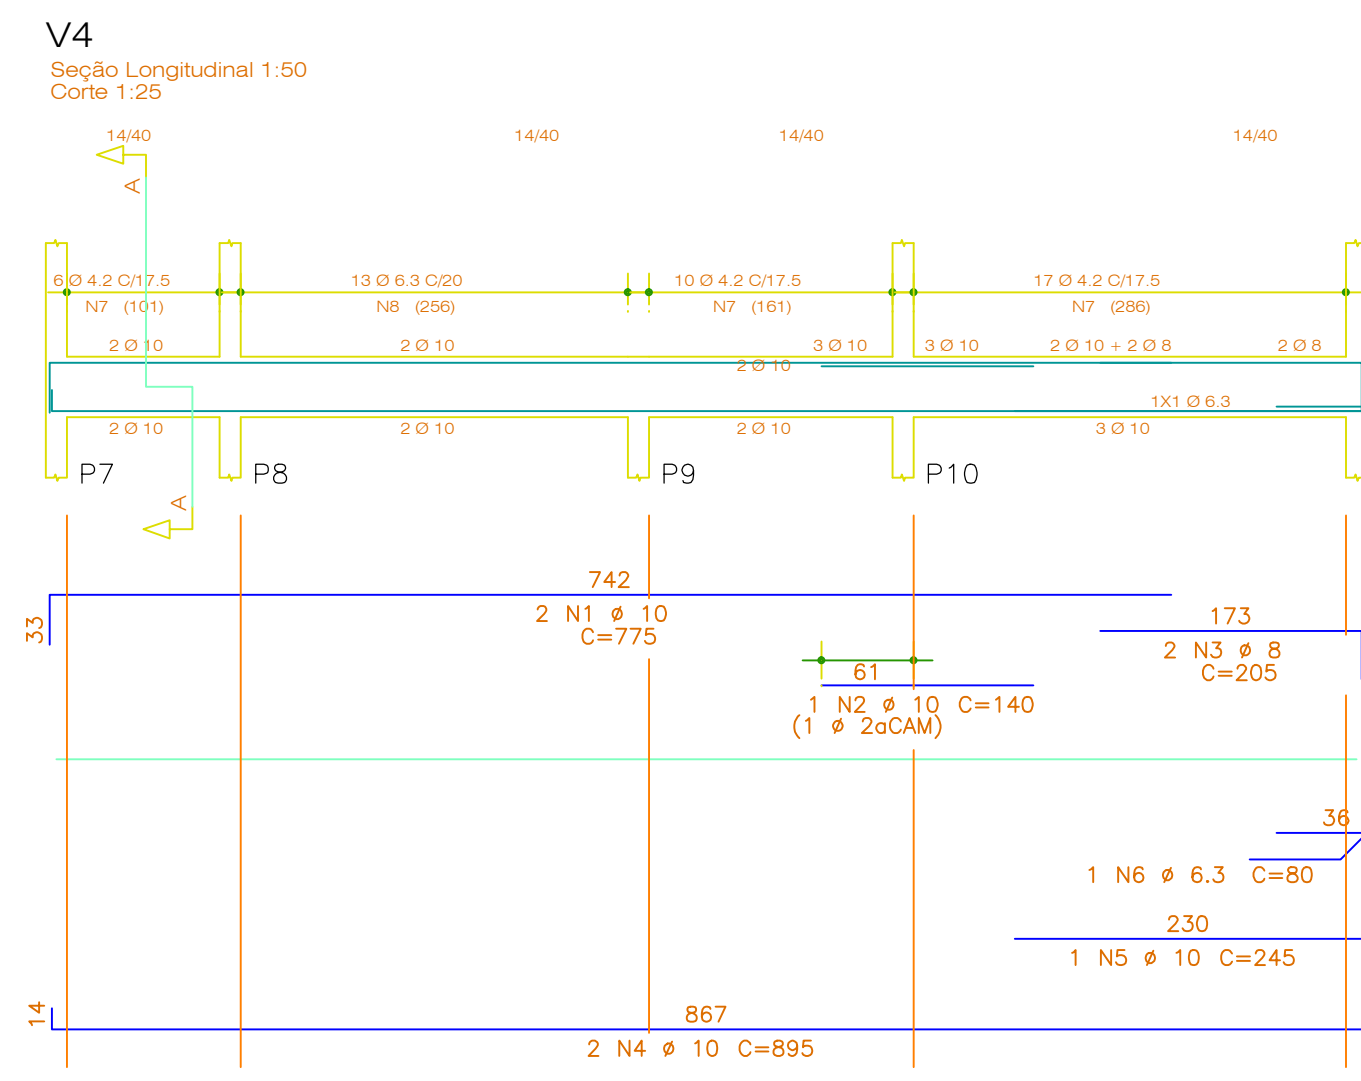 V4
Seção Longitudinal 1:50
Corte 1:25
14/40 14/40 14/40 14/40
A
6 Ø 4.2 C/17.5 13 Ø 6.3 C/20 10 Ø 4.2 C/17.5 17 Ø 4.2 C/17.5
N7 (101) N8 (256) N7 (161) N7 (286)
2 Ø 10 2 Ø 10 3 Ø 10 3 Ø 10 2 Ø 10 + 2 Ø 8 2 Ø 8
2 Ø 10
1X1 Ø 6.3
2 Ø 10 2 Ø 10 2 Ø 10 3 Ø 10
P7 P8 P9 P10
A
742
33
2 N1 ø 10
C=775
173
2 N3 ø 8
C=205
61
1 N2 ø 10 C=140
(1 ø 2aCAM)
36
1 N6 ø 6.3 C=80
230
1 N5 ø 10 C=245
14
867
2 N4 ø 10 C=895